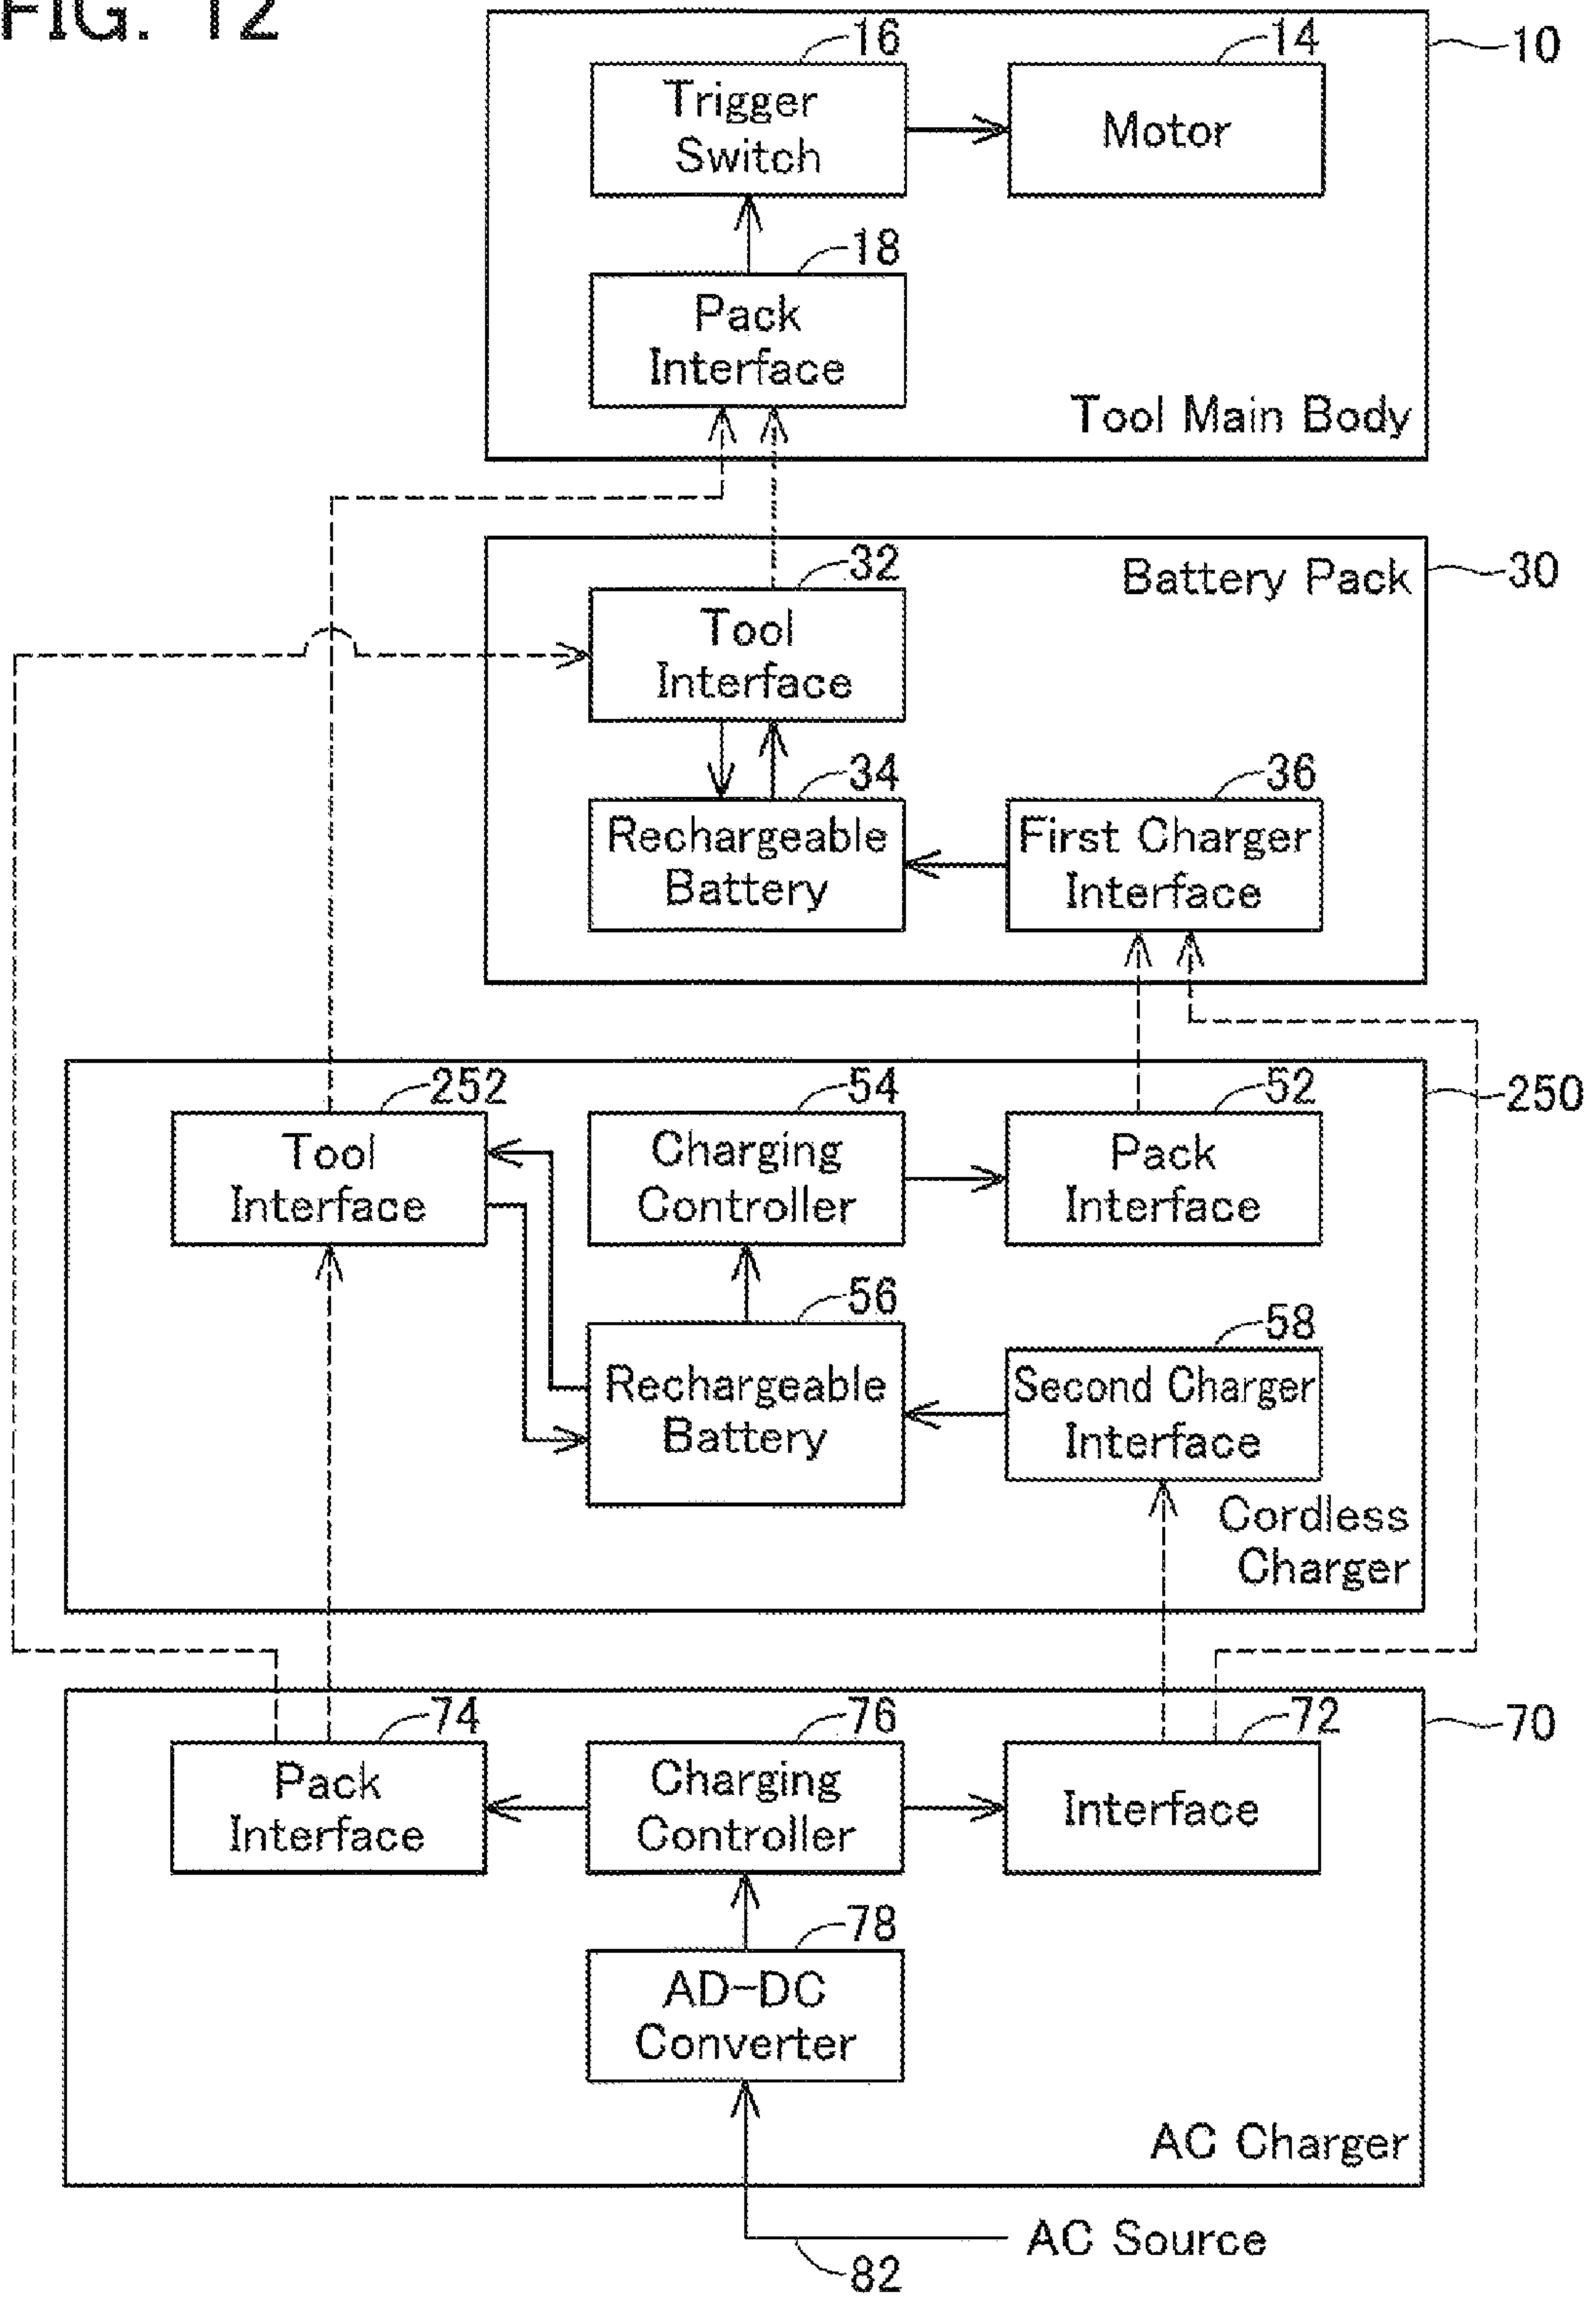 FIG. 12
16
14
10
Trigger
Switch
Motor
18
Pack
Interface
Tool Main Body
32
Battery Pack
30
Tool
Interface
34
36
Rechargeable
Battery
First Charger
Interface
252
54
52
250
Tool
Interface
Charging
Controller
Pack
Interface
56
58
Rechargeable
Battery
Second Charger
Interface
Cordless
Charger
74
76
72
70
Pack
Interface
Charging
Controller
Interface
78
AD-DC
Converter
AC Charger
AC Source
82